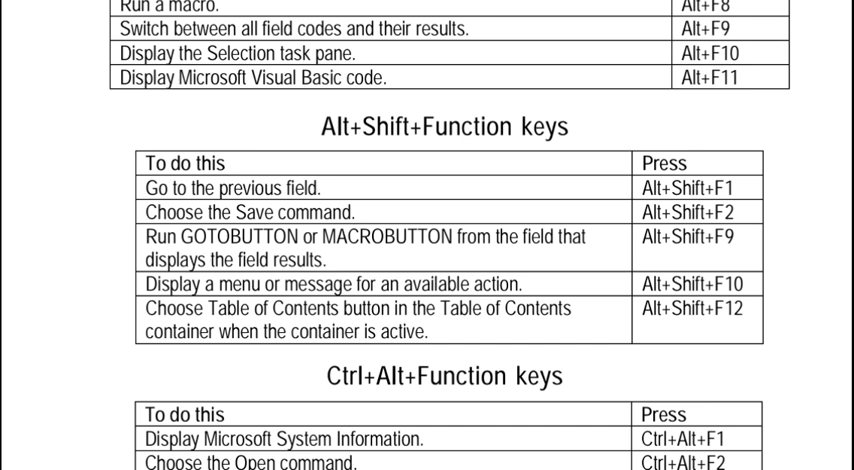 Run a macro. Alt+F8
Switch between all field codes and their results. Alt+F9
Display the Selection task pane. Alt+F10
Display Microsoft Visual Basic code. Alt+F11
Alt+Shift+Function keys
To do this Press
Go to the previous field. Alt+Shift+F1
Choose the Save command. Alt+Shift+F2
Run GOTOBUTTON or MACROBUTTON from the field that Alt+Shift+F9
displays the field results.
Display a menu or message for an available action. Alt+Shift+F10
Choose Table of Contents button in the Table of Contents Alt+Shift+F12
container when the container is active.
Ctrl+Alt+Function keys
To do this Press
Display Microsoft System Information. Ctrl+Alt+F1
Choose the Open command. Ctrl+Alt+F2